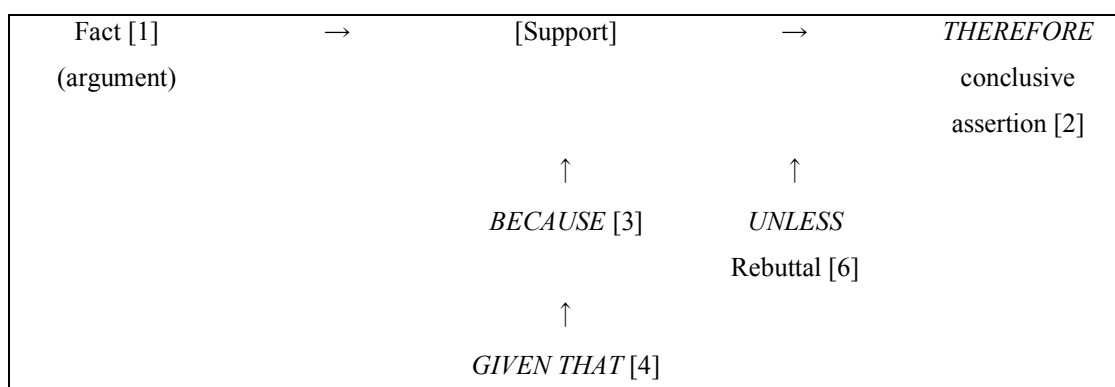 Fact [1] → [Support] → THEREFORE
(argument) conclusive
assertion [2]
↑ ↑
BECAUSE [3] UNLESS
Rebuttal [6]
↑
GIVEN THAT [4]